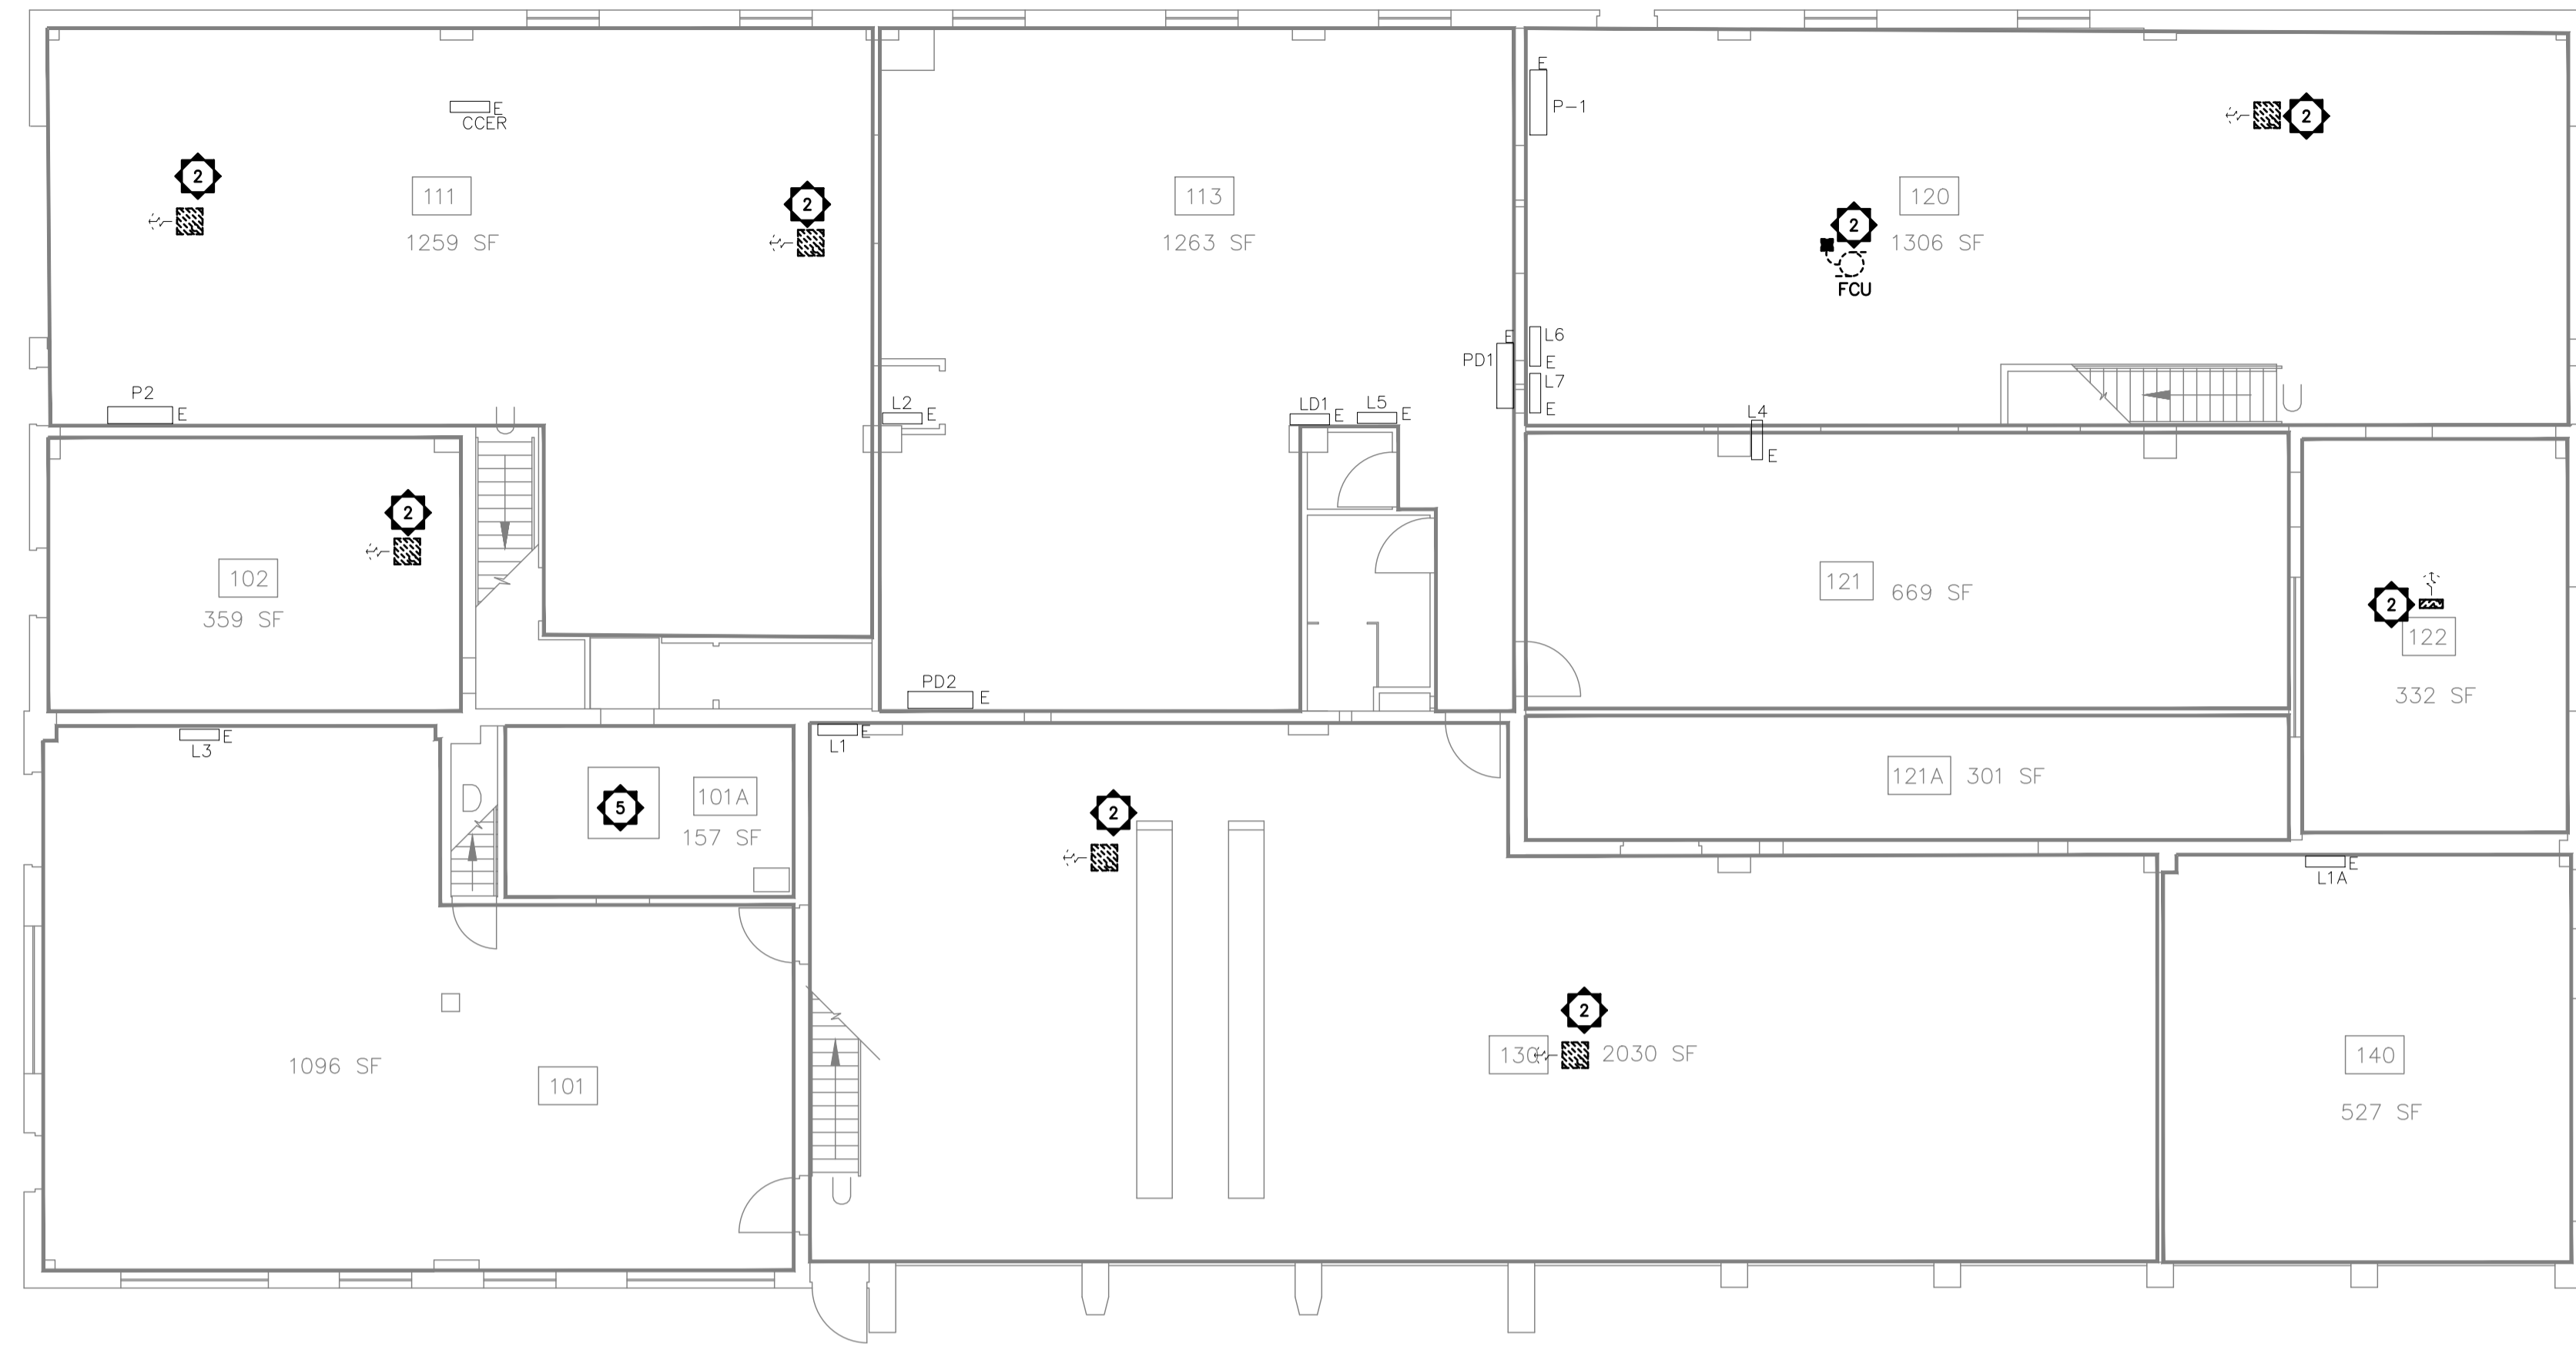 E
P-1
CCER
E
2
2
111
1259 SF
2
113
1263 SF
2
120
1306 SF
FCU
PD1
E
L6
E
L7
E
U
P2
E
U
L2
E
LD1
E
L5
E
L4
E
2
102
359 SF
121
669 SF
2
122
332 SF
PD2
E
L3
E
L1
E
D
5
101A
157 SF
121A
301 SF
2
L1A
E
2
130
2030 SF
1096 SF
101
140
527 SF
U